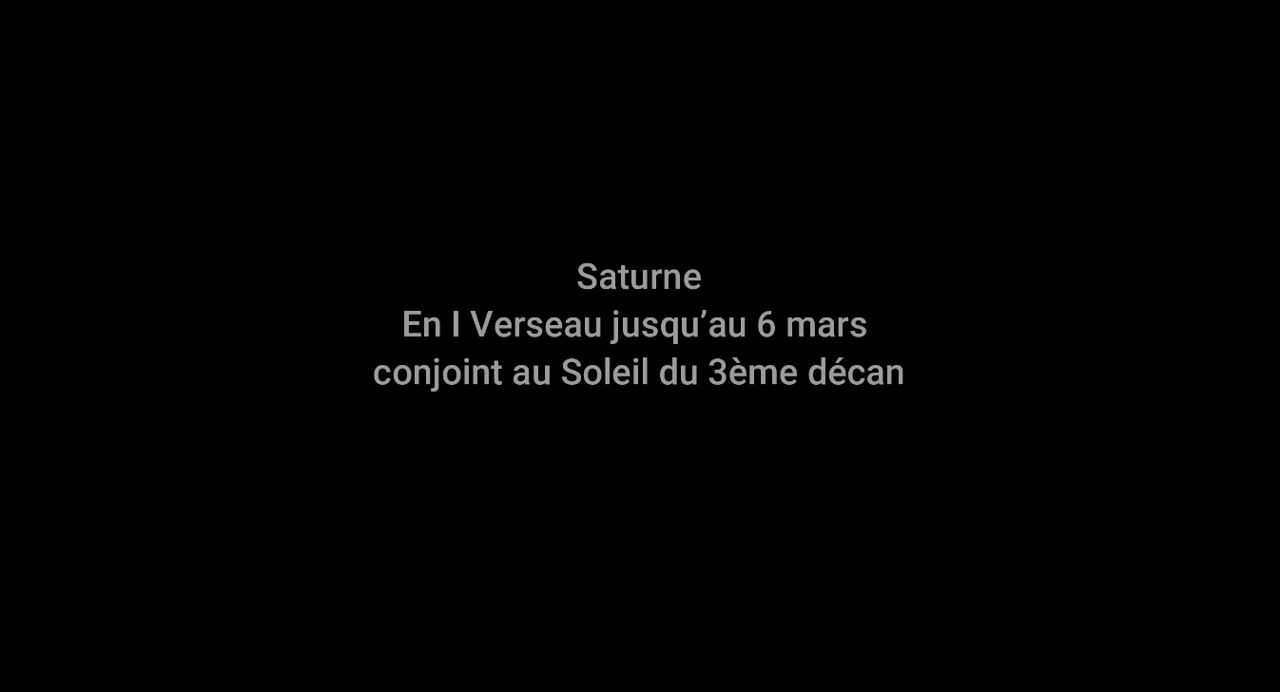 Saturne
En I Verseau jusqu’au 6 mars
conjoint au Soleil du 3ème décan